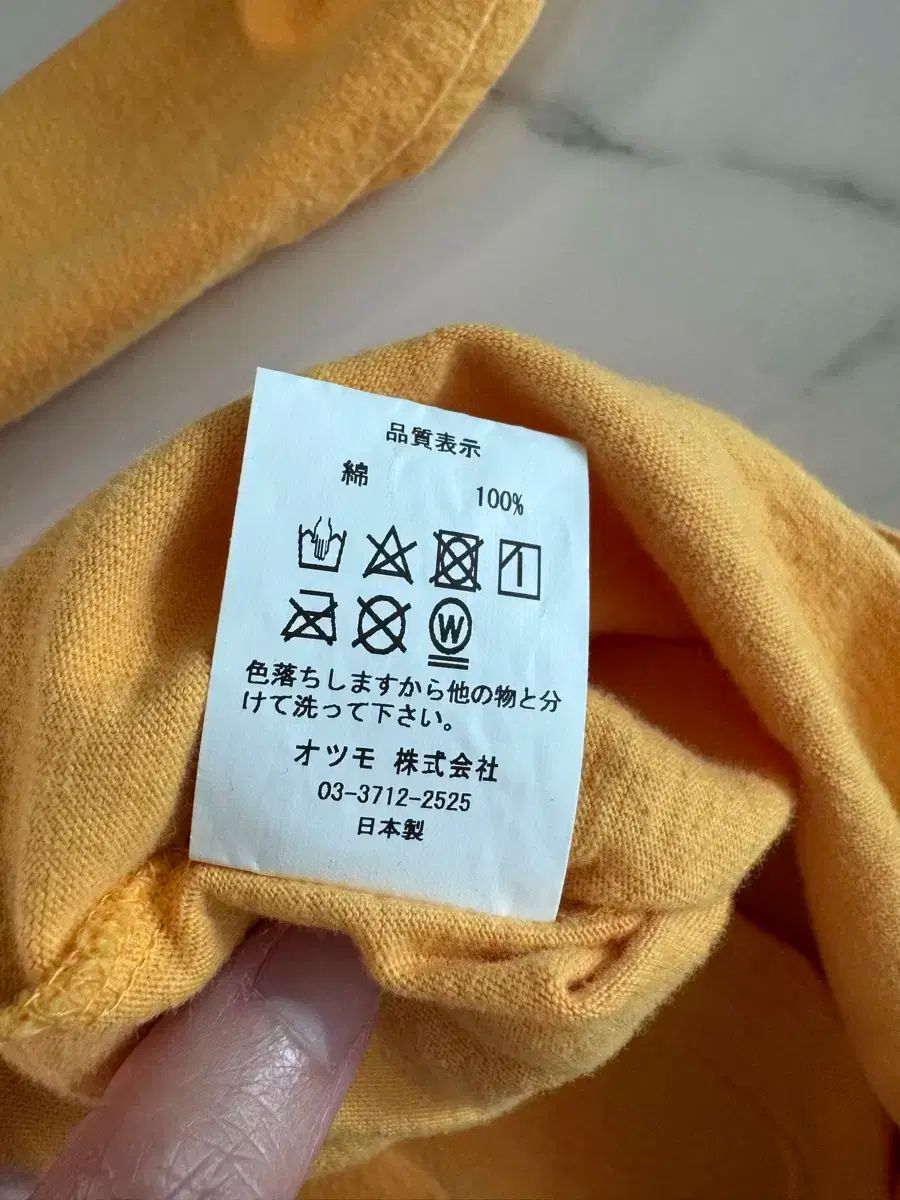 品質表示
綿
100%
W
色落ちしますから他の物と分
けて洗って下さい。
オツモ 株式会社
03-3712-2525
日本製